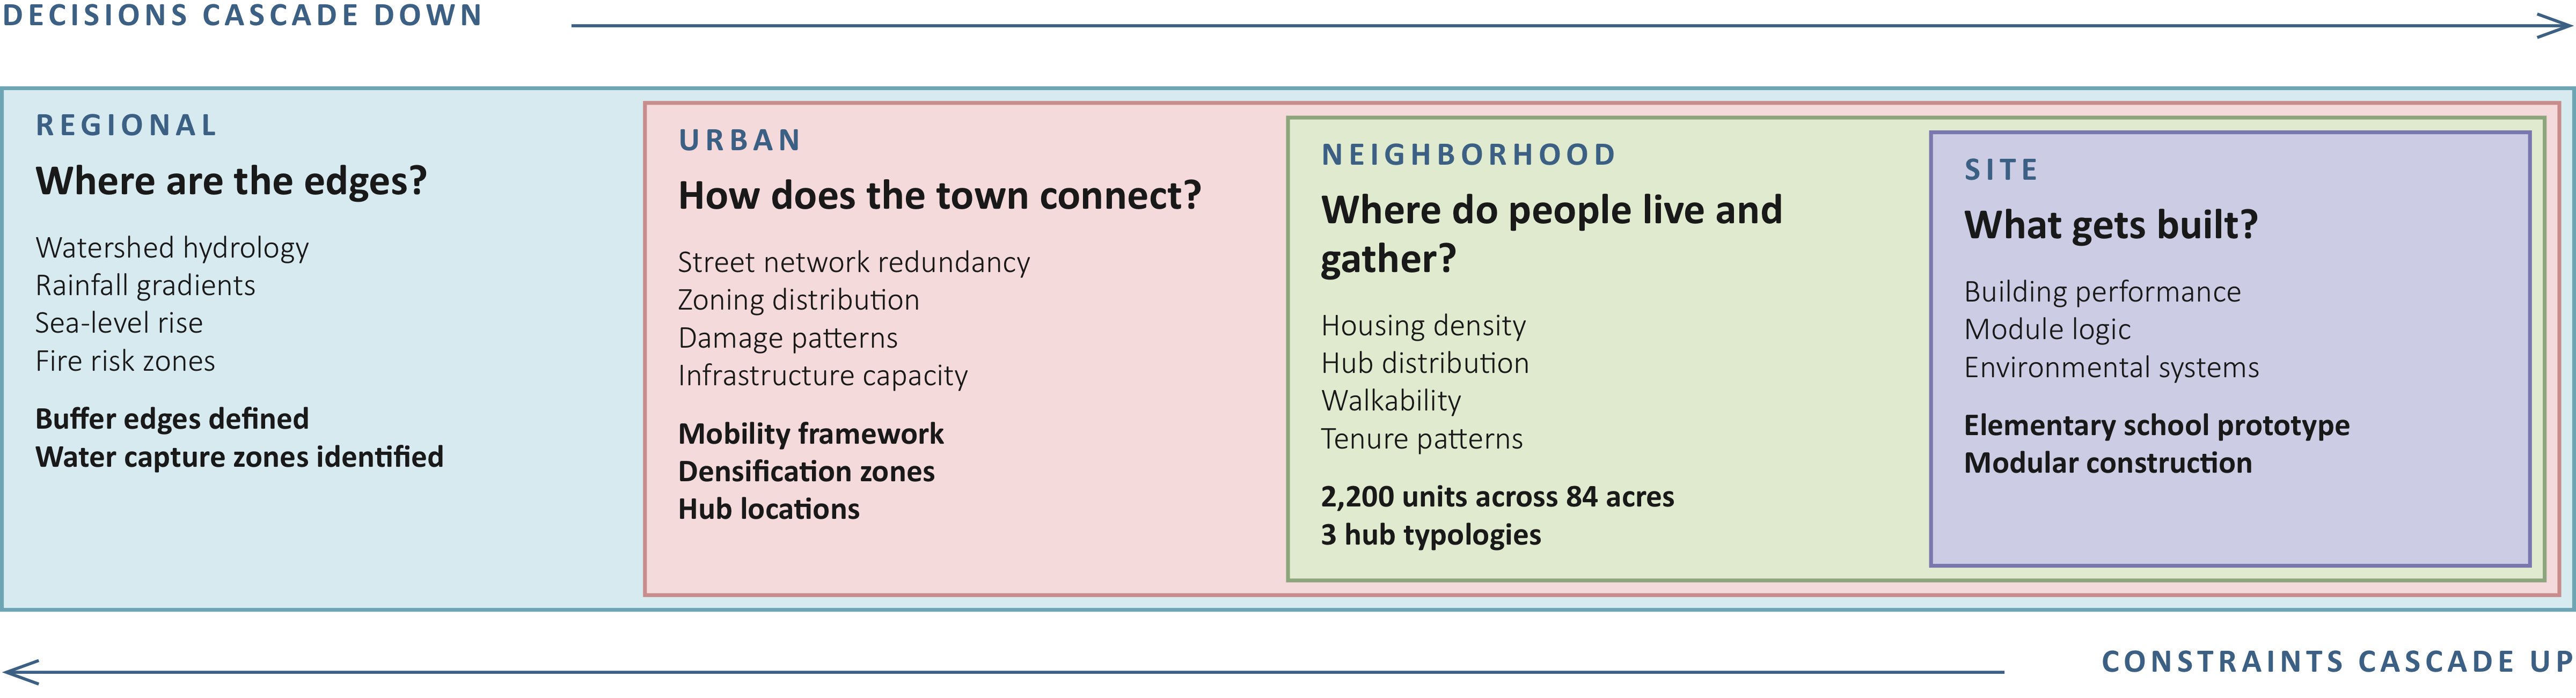 DECISIONS CASCADE DOWN
REGIONAL
Where are the edges?
Watershed hydrology
Rainfall gradients
Sea-level rise
Fire risk zones
Buffer edges defined
Water capture zones identified
URBAN
How does the town connect?
Street network redundancy
Zoning distribution
Damage patterns
Infrastructure capacity
Mobility framework
Densification zones
Hub locations
NEIGHBORHOOD
Where do people live and
gather?
Housing density
Hub distribution
Walkability
Tenure patterns
2,200 units across 84 acres
3 hub typologies
SITE
What gets built?
Building performance
Module logic
Environmental systems
Elementary school prototype
Modular construction
CONSTRAINTS CASCADE UP